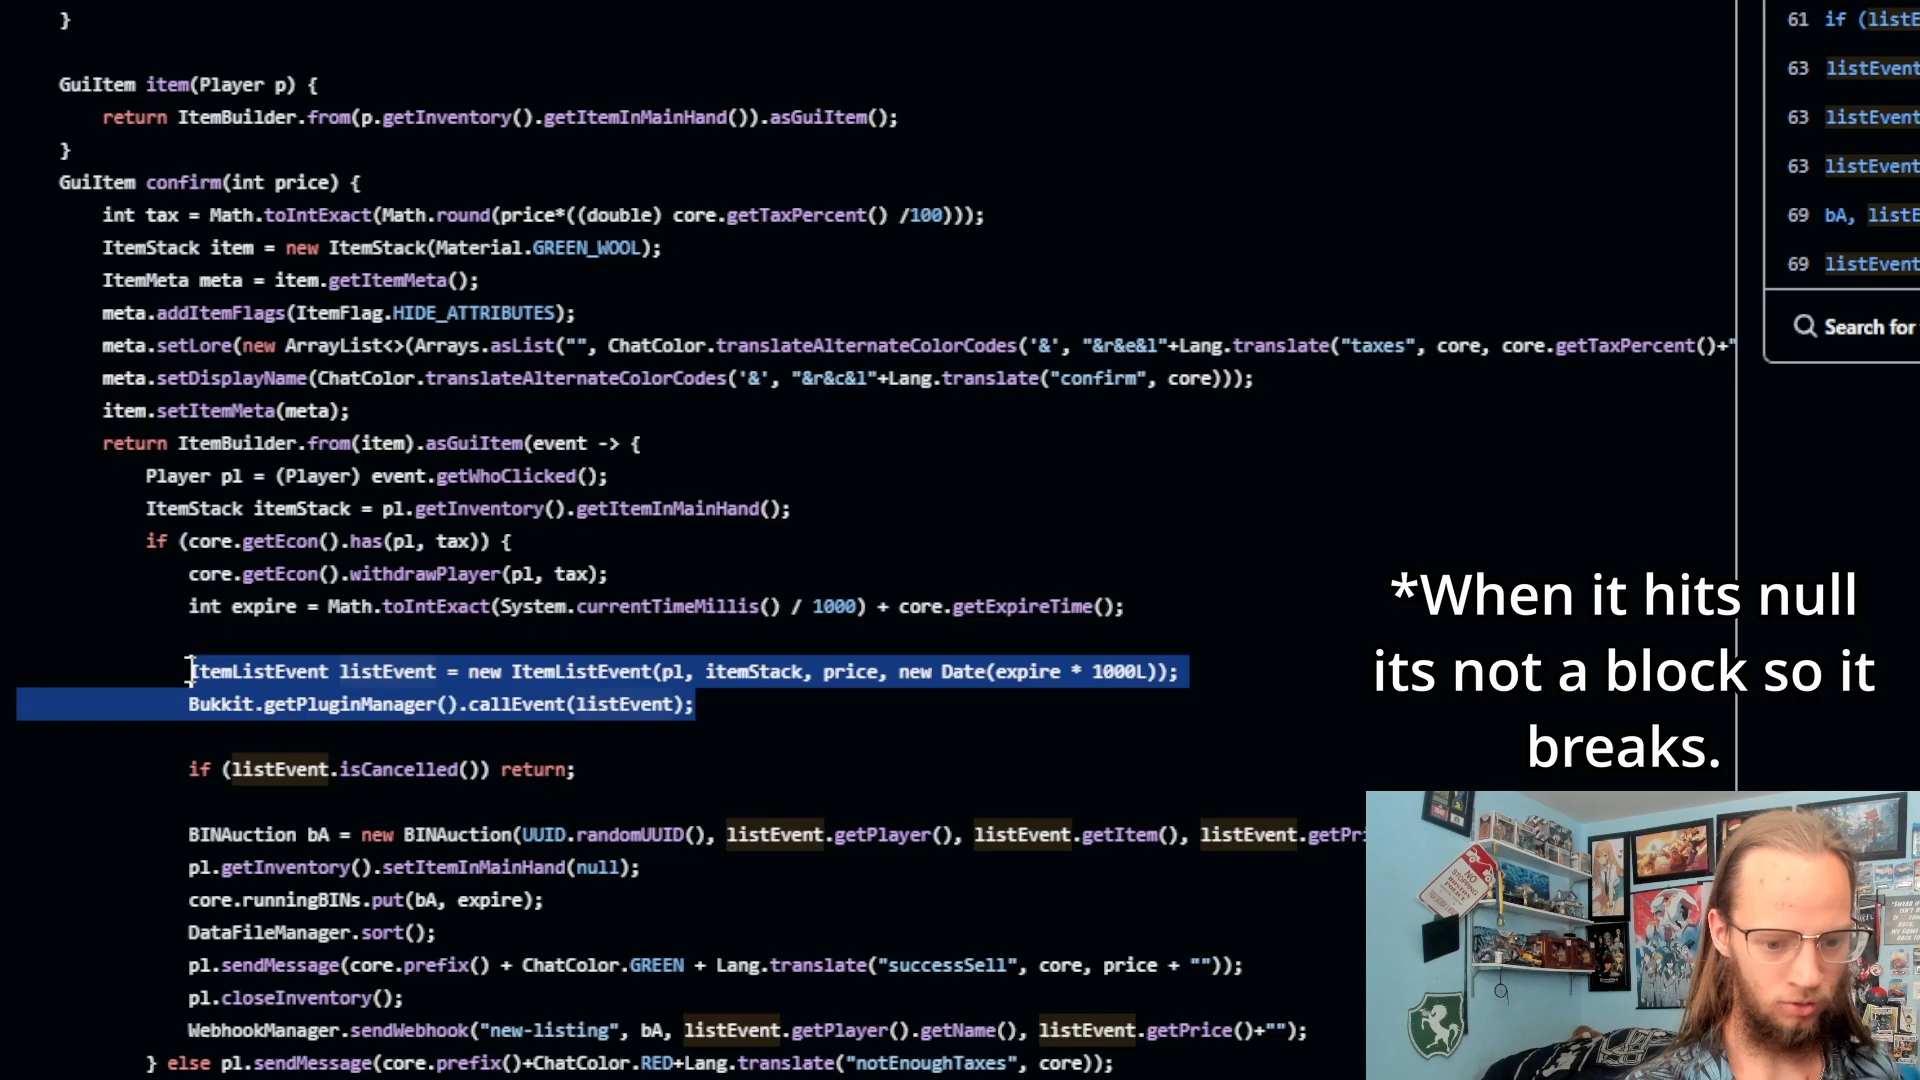 }
GuiItem item(Player p) {
return ItemBuilder.from(p.getInventory().getItemInMainHand()).asGuiItem();
}
GuiItem confirm(int price) {
int tax = Math.toIntExact(Math.round(price*((double) core.getTaxPercent() /100)));
ItemStack item = new ItemStack(Material.GREEN_WOOL);
ItemMeta meta = item.getItemMeta();
meta.addItemFlags(ItemFlag.HIDE_ATTRIBUTES);
meta.setLore(new ArrayList<>(Arrays.asList("", ChatColor.translateAlternateColorCodes('&', "&r&e&l"+Lang.translate("taxes", core, core.getTaxPercent()+"
meta.setDisplayName(ChatColor.translateAlternateColorCodes('&', "&r&c&l"+Lang.translate("confirm", core)));
item.setItemMeta(meta);
return ItemBuilder.from(item).asGuiItem(event -> {
Player pl = (Player) event.getWhoClicked();
ItemStack itemStack = pl.getInventory().getItemInMainHand();
if (core.getEcon().has(pl, tax)) {
core.getEcon().withdrawPlayer(pl, tax);
int expire = Math.toIntExact(System.currentTimeMillis() / 1000) + core.getExpireTime();
ItemListEvent listEvent = new ItemListEvent(pl, itemStack, price, new Date(expire * 1000L));
Bukkit.getPluginManager().callEvent(listEvent);
if (listEvent.isCancelled()) return;
BINAuction bA = new BINAuction(UUID.randomUUID(), listEvent.getPlayer(), listEvent.getItem(), listEvent.getPri
pl.getInventory().setItemInMainHand(null);
core.runningBINs.put(bA, expire);
DataFileManager.sort();
pl.sendMessage(core.prefix() + ChatColor.GREEN + Lang.translate("successSell", core, price + ""));
pl.closeInventory();
WebhookManager.sendWebhook("new-listing", bA, listEvent.getPlayer().getName(), listEvent.getPrice()+"");
} else pl.sendMessage(core.prefix()+ChatColor.RED+Lang.translate("notEnoughTaxes", core));
61 if (listE
63 listEvent
63 listEvent
63 listEvent
69 bA, listE
69 listEvent
Search for
*When it hits null
its not a block so it
breaks.
NO
STOPPING